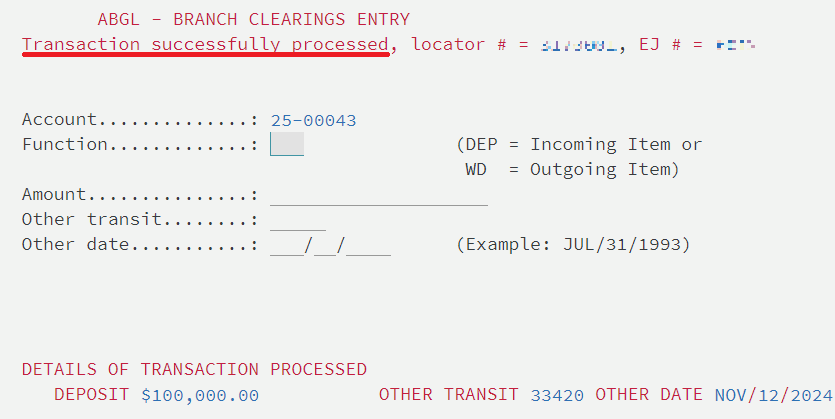 ABGL - BRANCH CLEARINGS ENTRY
Transaction successfully processed, locator # = , EJ # =
Account..............: 25-00043
Function.............: (DEP = Incoming Item or
WD = Outgoing Item)
Amount...............: ____________________
Other transit........: _____
Other date...........: ___/__/____ (Example: JUL/31/1993)
DETAILS OF TRANSACTION PROCESSED
DEPOSIT $100,000.00 OTHER TRANSIT 33420 OTHER DATE NOV/12/2024